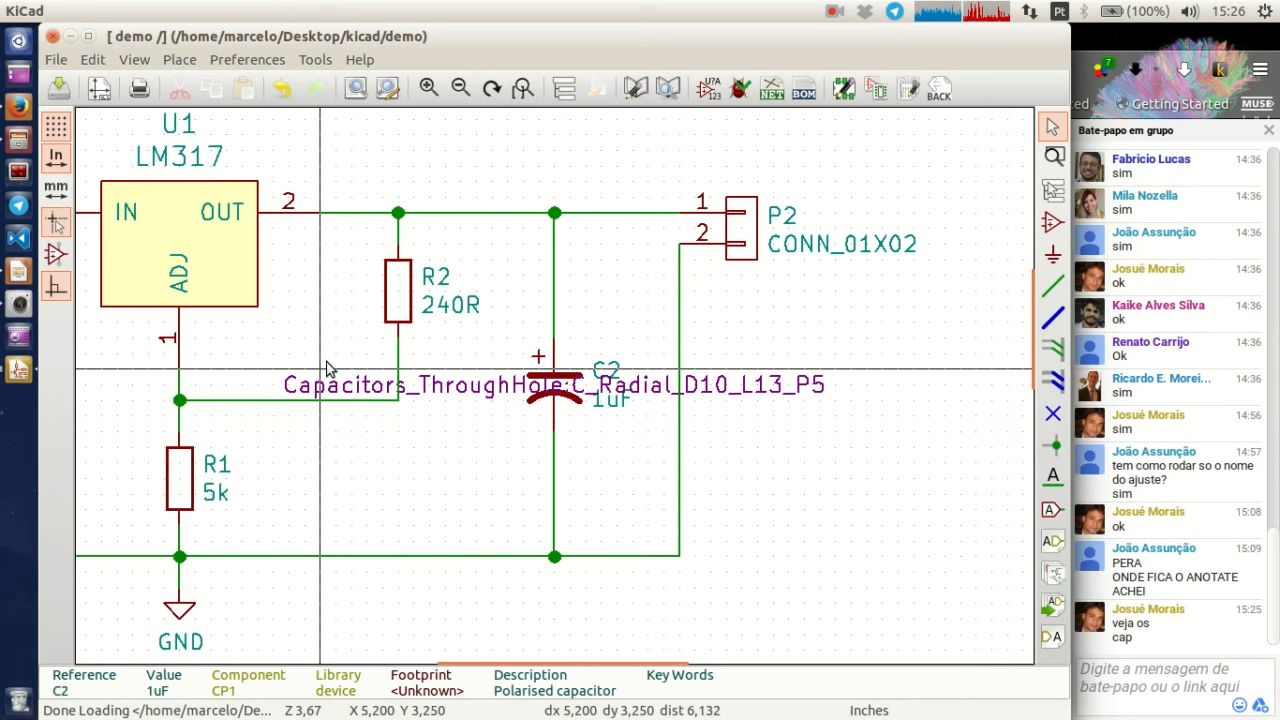 KiCad
Pt
(100%)
15:26
[ demo /] (/home/marcelo/Desktop/kicad/demo)
File Edit View Place Preferences Tools Help
U?A
123
NET
BOM
BACK
In
mm
U1
LM317
IN OUT
ADJ
2
1
R2
240R
1
2
P2
CONN_01X02
+
C2
1uF
Capacitors_ThroughHole:C_Radial_D10_L13_P5
R1
5k
GND
A
Reference Value Component Library Footprint Description Key Words
C2 1uF CP1 device <Unknown> Polarised capacitor
Done Loading </home/marcelo/De... Z 3,67 X 5,200 Y 3,250 dx 5,200 dy 3,250 dist 6,132 Inches
7
k
Getting Started
MUSE
Bate-papo em grupo
Fabricio Lucas 14:36
sim
Mila Nozella 14:36
sim
João Assunção 14:36
sim
Josué Morais 14:36
ok
Kaike Alves Silva 14:36
ok
Renato Carrijo 14:36
Ok
Ricardo E. Morei... 14:36
sim
Josué Morais 14:56
sim
João Assunção 14:57
tem como rodar so o nome
do ajuste?
sim
Josué Morais 15:08
ok
João Assunção 15:09
PERA
ONDE FICA O ANOTATE
ACHEI
Josué Morais 15:25
veja os
cap
Digite a mensagem de
bate-papo ou o link aqui